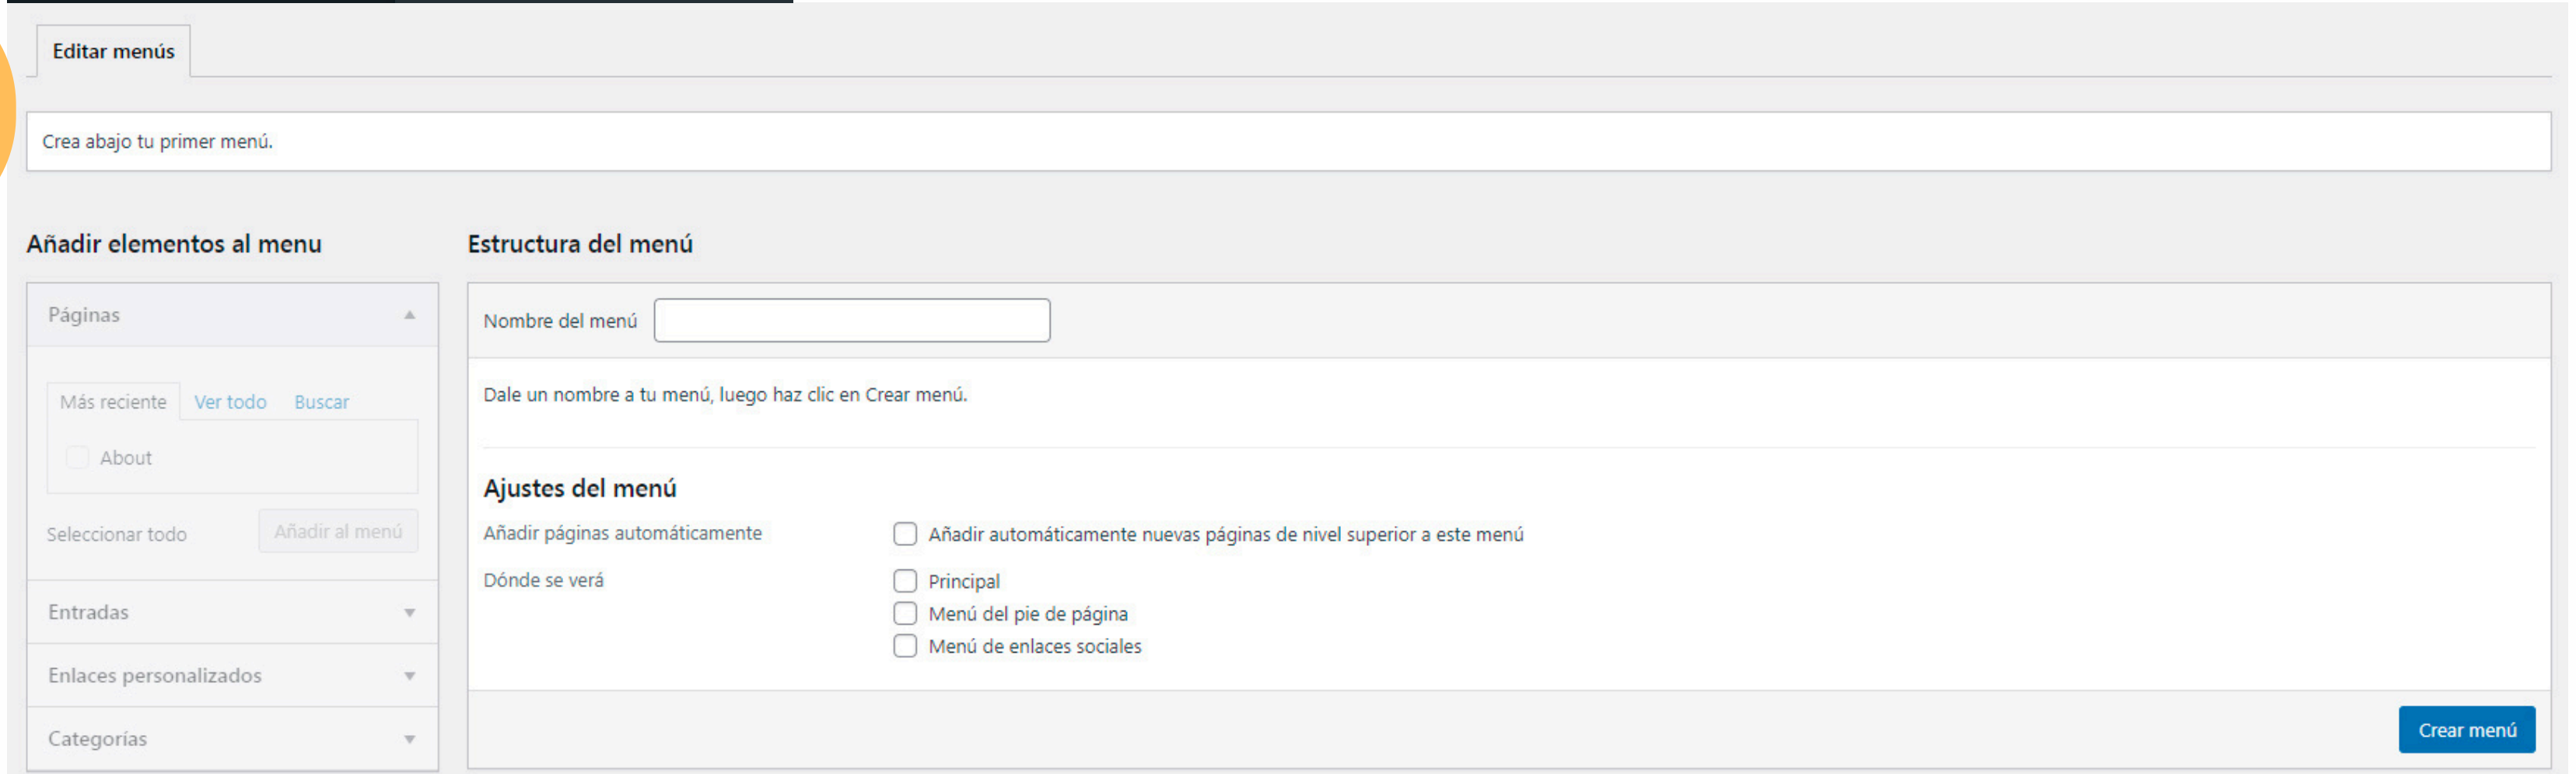 Editar menús
Crea abajo tu primer menú.
Añadir elementos al menu
Páginas
Más reciente Ver todo Buscar
About
Seleccionar todo Añadir al menú
Entradas
Enlaces personalizados
Categorías
Estructura del menú
Nombre del menú
Dale un nombre a tu menú, luego haz clic en Crear menú.
Ajustes del menú
Añadir páginas automáticamente Añadir automáticamente nuevas páginas de nivel superior a este menú
Dónde se verá Principal
Menú del pie de página
Menú de enlaces sociales
Crear menú